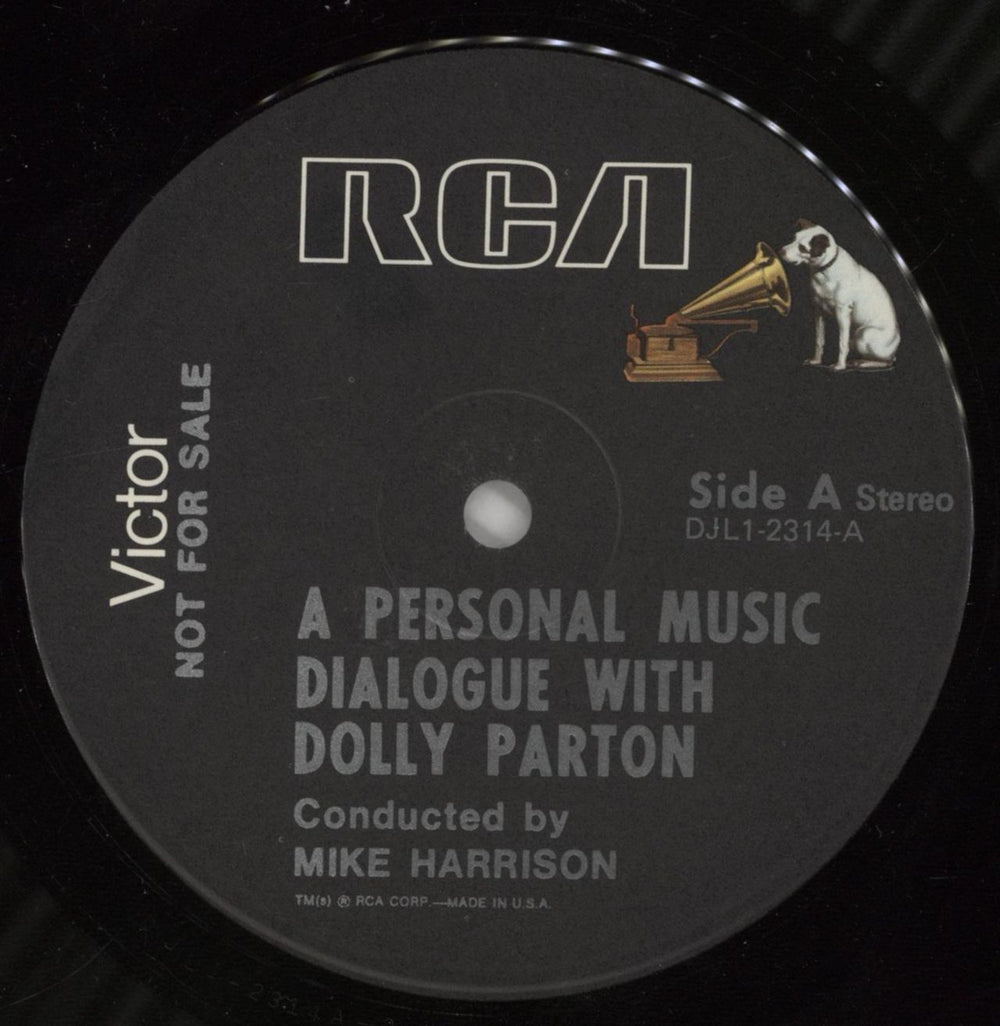 RCA
Victor
NOT FOR SALE
Side A Stereo
DJL1-2314-A
A PERSONAL MUSIC
DIALOGUE WITH
DOLLY PARTON
Conducted by
MIKE HARRISON
TM(s) ® RCA CORP.—MADE IN U.S.A.